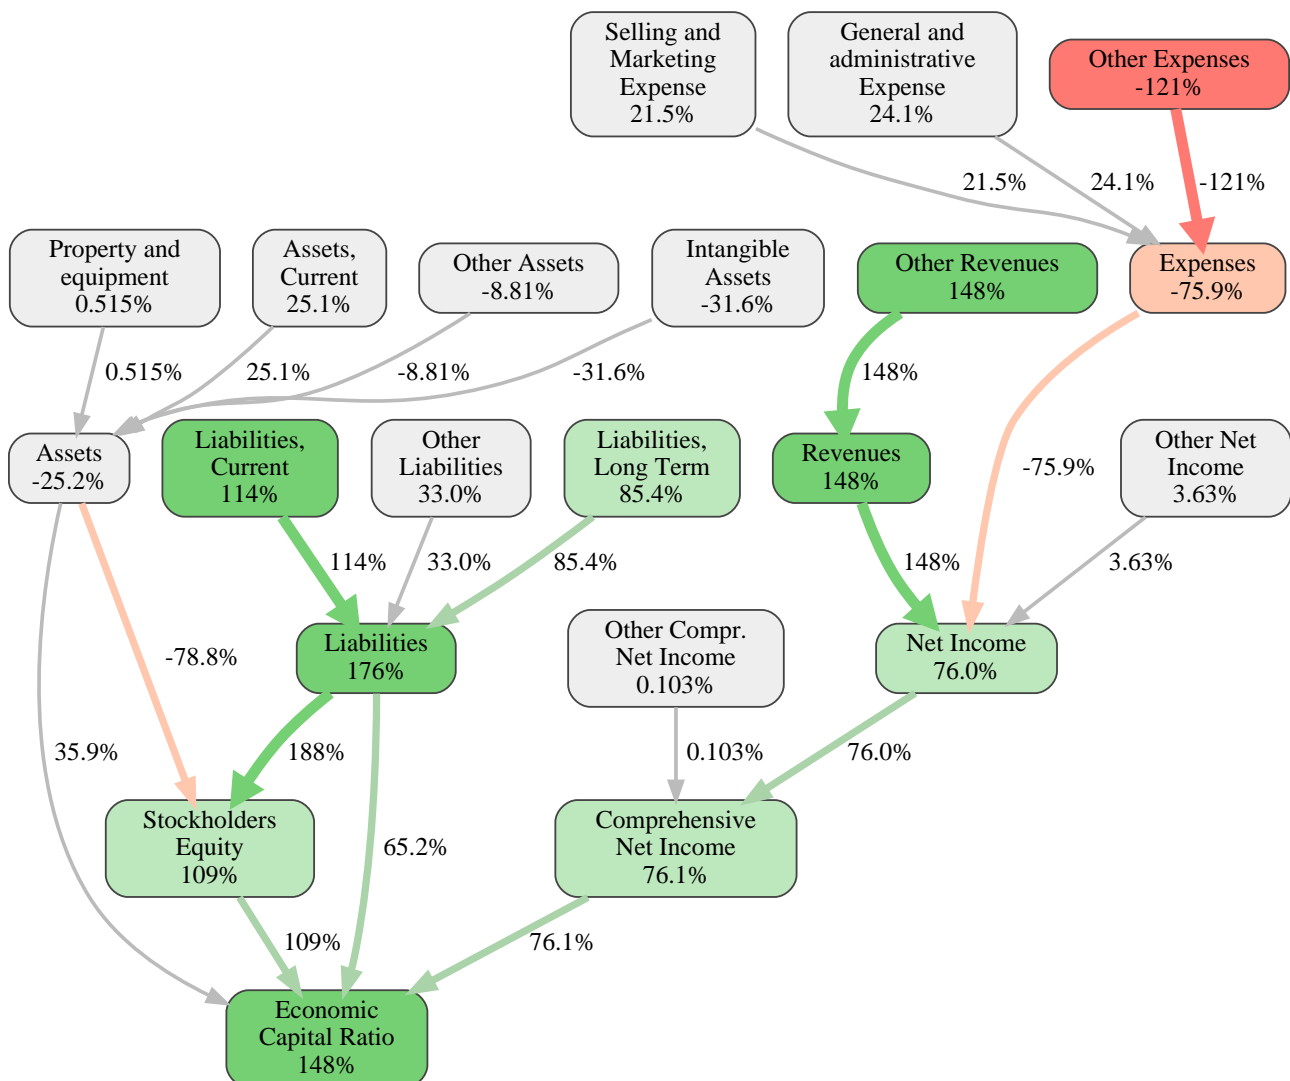 Selling and
Marketing
Expense
21.5%
General and
administrative
Expense
24.1%
Other Expenses
-121%
21.5%
24.1%
-121%
Property and
equipment
0.515%
Assets,
Current
25.1%
Other Assets
-8.81%
Intangible
Assets
-31.6%
Other Revenues
148%
Expenses
-75.9%
0.515%
25.1%
-8.81%
-31.6%
148%
-75.9%
Assets
-25.2%
Liabilities,
Current
114%
Other
Liabilities
33.0%
Liabilities,
Long Term
85.4%
Revenues
148%
Other Net
Income
3.63%
114%
33.0%
85.4%
148%
3.63%
-78.8%
Liabilities
176%
Other Compr.
Net Income
0.103%
Net Income
76.0%
35.9%
188%
0.103%
76.0%
Stockholders
Equity
109%
65.2%
Comprehensive
Net Income
76.1%
109%
76.1%
Economic
Capital Ratio
148%